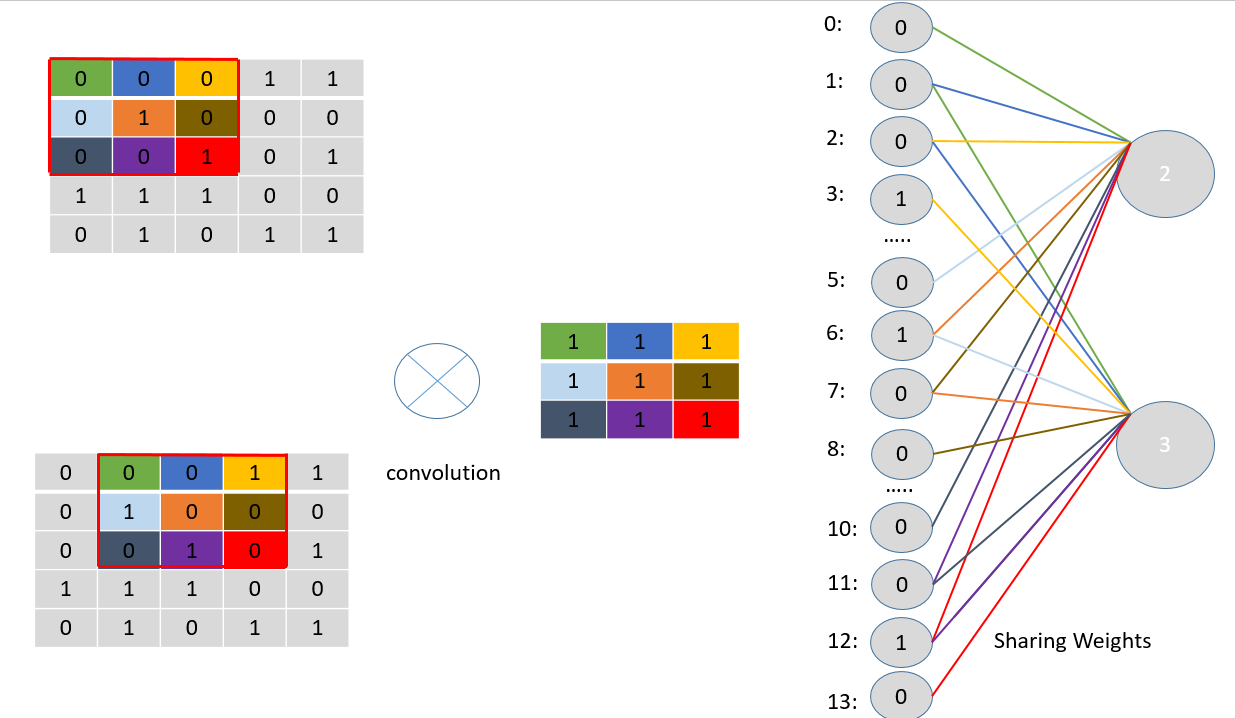 0 0 0 1 1
0 1 0 0 0
0 0 1 0 1
1 1 1 0 0
0 1 0 1 1
convolution
1 1 1
1 1 1
1 1 1
0 0 0 1 1
0 1 0 0 0
0 0 1 0 1
1 1 1 0 0
0 1 0 1 1
0: 0
1: 0
2: 0
3: 1
.....
5: 0
6: 1
7: 0
8: 0
.....
10: 0
11: 0
12: 1
13: 0
2
3
Sharing Weights